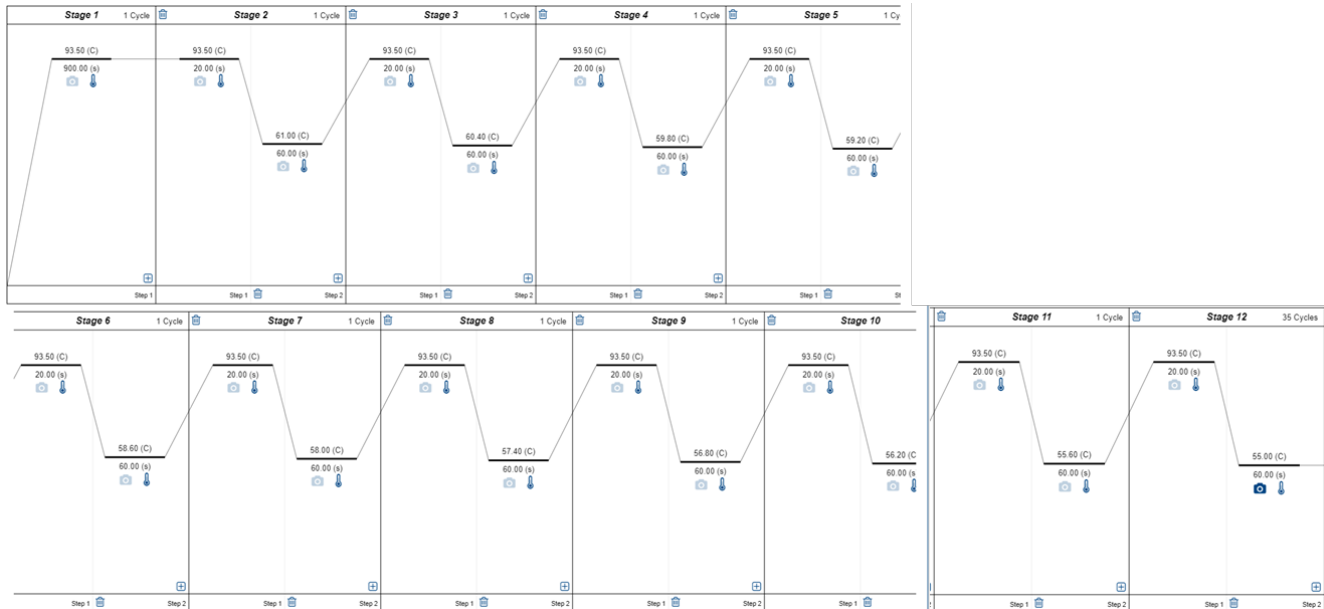 Stage 1 1 Cycle Stage 2 1 Cycle Stage 3 1 Cycle Stage 4 1 Cycle Stage 5 1 Cy
93.50 (C) 93.50 (C) 93.50 (C) 93.50 (C) 93.50 (C)
900.00 (s) 20.00 (s) 20.00 (s) 20.00 (s) 20.00 (s)
61.00 (C) 60.40 (C) 59.80 (C) 59.20 (C)
60.00 (s) 60.00 (s) 60.00 (s) 60.00 (s)
Step 1 Step 1 Step 2 Step 1 Step 2 Step 1 Step 2 Step 1 St
Stage 6 1 Cycle Stage 7 1 Cycle Stage 8 1 Cycle Stage 9 1 Cycle Stage 10
93.50 (C) 93.50 (C) 93.50 (C) 93.50 (C) 93.50 (C)
20.00 (s) 20.00 (s) 20.00 (s) 20.00 (s) 20.00 (s)
58.60 (C) 58.00 (C) 57.40 (C) 56.80 (C) 56.20 (C
60.00 (s) 60.00 (s) 60.00 (s) 60.00 (s) 60.00 (s)
Step 1 Step 2 Step 1 Step 2 Step 1 Step 2 Step 1 Step 2 Step 1
Stage 11 1 Cycle Stage 12 35 Cycles
93.50 (C) 93.50 (C)
20.00 (s) 20.00 (s)
55.60 (C) 55.00 (C)
60.00 (s) 60.00 (s)
Step 1 Step 2 Step 1 Step 2